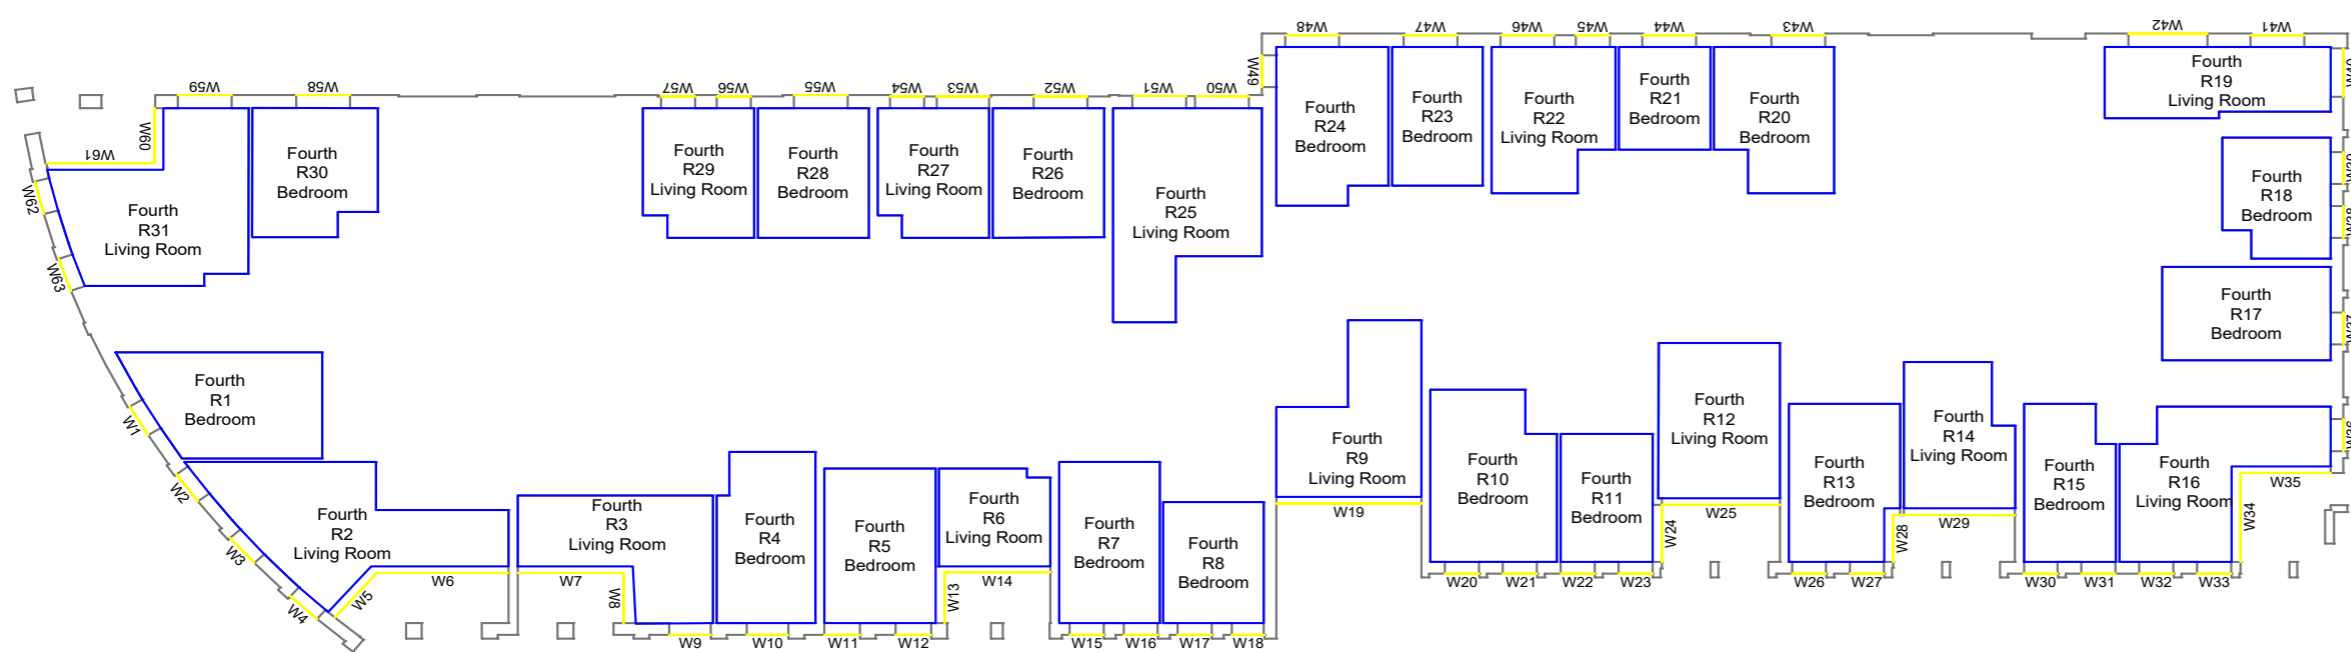 W48
W47
W46
W45
W44
W43
W42
W41
W49
W40
W59
W58
W57
W56
W55
W54
W53
W52
W51
W50
W60
W61
W62
W63
W39
W38
W37
W36
Fourth
R31
Living Room
Fourth
R30
Bedroom
Fourth
R29
Living Room
Fourth
R28
Bedroom
Fourth
R27
Living Room
Fourth
R26
Bedroom
Fourth
R25
Living Room
Fourth
R24
Bedroom
Fourth
R23
Bedroom
Fourth
R22
Living Room
Fourth
R21
Bedroom
Fourth
R20
Bedroom
Fourth
R19
Living Room
Fourth
R18
Bedroom
Fourth
R17
Bedroom
Fourth
R1
Bedroom
Fourth
R2
Living Room
Fourth
R3
Living Room
Fourth
R4
Bedroom
Fourth
R5
Bedroom
Fourth
R6
Living Room
Fourth
R7
Bedroom
Fourth
R8
Bedroom
Fourth
R9
Living Room
Fourth
R10
Bedroom
Fourth
R11
Bedroom
Fourth
R12
Living Room
Fourth
R13
Bedroom
Fourth
R14
Living Room
Fourth
R15
Bedroom
Fourth
R16
Living Room
W1
W2
W3
W4
W5
W6
W7
W8
W9
W10
W11
W12
W13
W14
W15
W16
W17
W18
W19
W20
W21
W22
W23
W24
W25
W26
W27
W28
W29
W30
W31
W32
W33
W34
W35